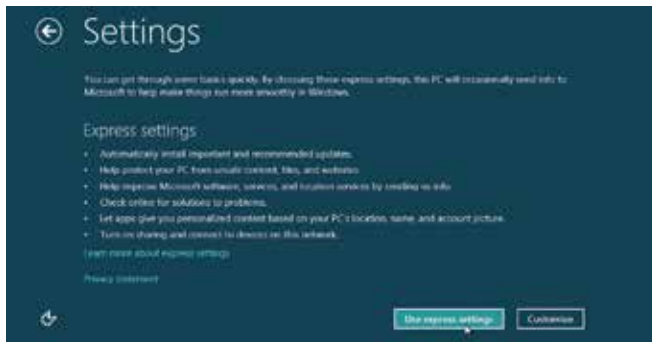 Settings
You can get through some basics quickly. By choosing these express settings, this PC will occasionally send info to
Microsoft to help make things run more smoothly in Windows.
Express settings
• Automatically install important and recommended updates.
• Help protect your PC from unsafe content, files, and websites.
• Help improve Microsoft software, services, and location services by sending us info.
• Check online for solutions to problems.
• Let apps give you personalized content based on your PC's location, name, and account picture.
• Turn on sharing and connect to devices on this network.
Learn more about express settings
Privacy statement
Use express settings
Customize